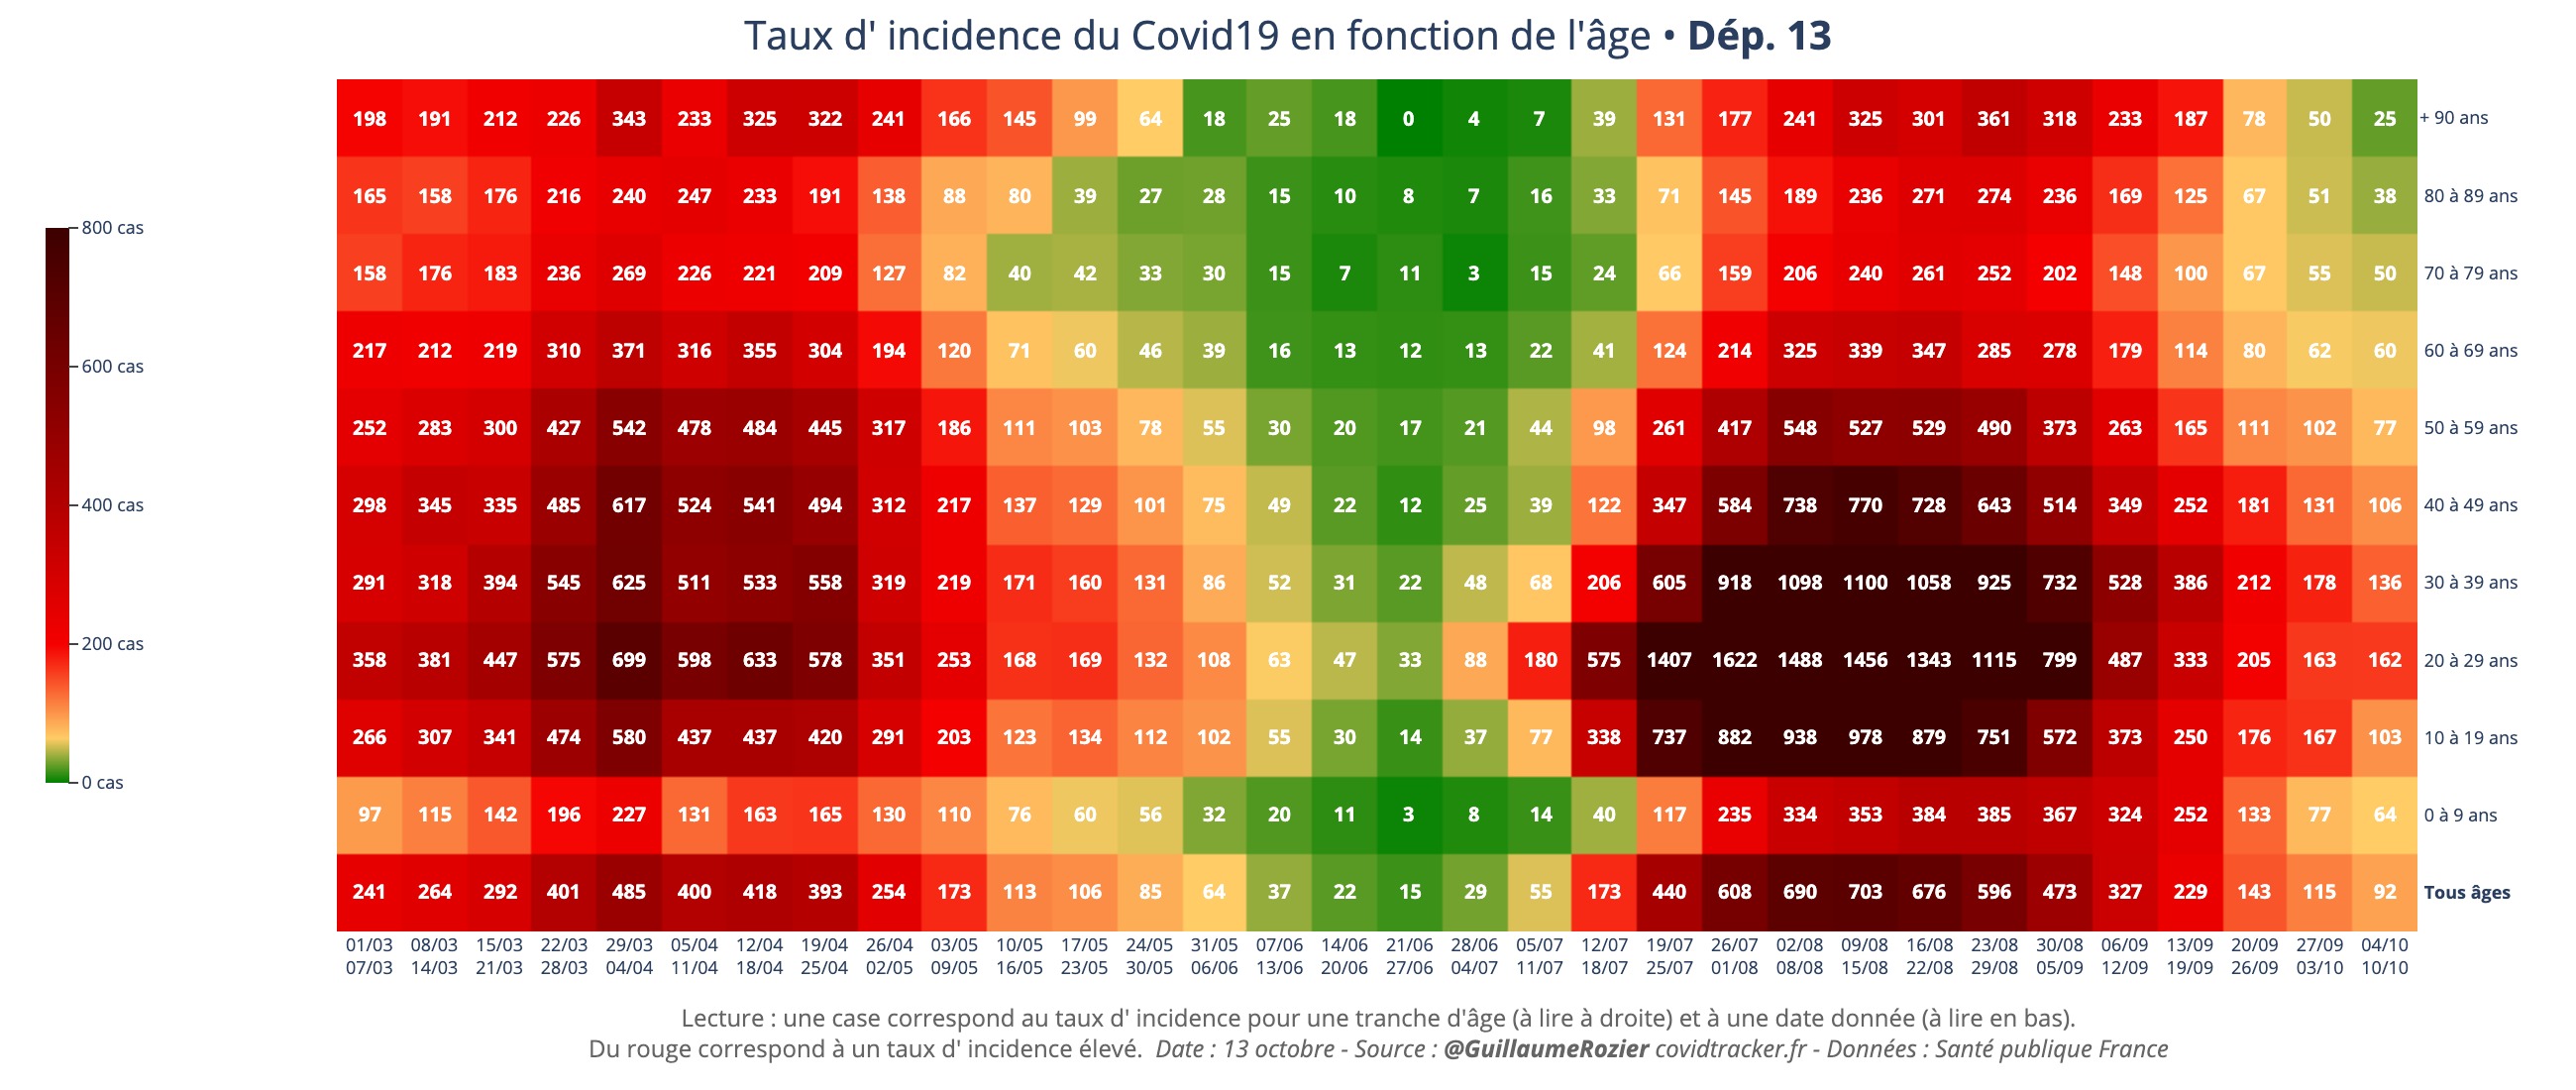 Taux d' incidence du Covid19 en fonction de l'âge • Dép. 13
800 cas
600 cas
400 cas
200 cas
0 cas
198 191 212 226 343 233 325 322 241 166 145 99 64 18 25 18 0 4 7 39 131 177 241 325 301 361 318 233 187 78 50 25 + 90 ans
165 158 176 216 240 247 233 191 138 88 80 39 27 28 15 10 8 7 16 33 71 145 189 236 271 274 236 169 125 67 51 38 80 à 89 ans
158 176 183 236 269 226 221 209 127 82 40 42 33 30 15 7 11 3 15 24 66 159 206 240 261 252 202 148 100 67 55 50 70 à 79 ans
217 212 219 310 371 316 355 304 194 120 71 60 46 39 16 13 12 13 22 41 124 214 325 339 347 285 278 179 114 80 62 60 60 à 69 ans
252 283 300 427 542 478 484 445 317 186 111 103 78 55 30 20 17 21 44 98 261 417 548 527 529 490 373 263 165 111 102 77 50 à 59 ans
298 345 335 485 617 524 541 494 312 217 137 129 101 75 49 22 12 25 39 122 347 584 738 770 728 643 514 349 252 181 131 106 40 à 49 ans
291 318 394 545 625 511 533 558 319 219 171 160 131 86 52 31 22 48 68 206 605 918 1098 1100 1058 925 732 528 386 212 178 136 30 à 39 ans
358 381 447 575 699 598 633 578 351 253 168 169 132 108 63 47 33 88 180 575 1407 1622 1488 1456 1343 1115 799 487 333 205 163 162 20 à 29 ans
266 307 341 474 580 437 437 420 291 203 123 134 112 102 55 30 14 37 77 338 737 882 938 978 879 751 572 373 250 176 167 103 10 à 19 ans
97 115 142 196 227 131 163 165 130 110 76 60 56 32 20 11 3 8 14 40 117 235 334 353 384 385 367 324 252 133 77 64 0 à 9 ans
241 264 292 401 485 400 418 393 254 173 113 106 85 64 37 22 15 29 55 173 440 608 690 703 676 596 473 327 229 143 115 92 Tous âges
01/03 08/03 15/03 22/03 29/03 05/04 12/04 19/04 26/04 03/05 10/05 17/05 24/05 31/05 07/06 14/06 21/06 28/06 05/07 12/07 19/07 26/07 02/08 09/08 16/08 23/08 30/08 06/09 13/09 20/09 27/09 04/10
07/03 14/03 21/03 28/03 04/04 11/04 18/04 25/04 02/05 09/05 16/05 23/05 30/05 06/06 13/06 20/06 27/06 04/07 11/07 18/07 25/07 01/08 08/08 15/08 22/08 29/08 05/09 12/09 19/09 26/09 03/10 10/10
Lecture : une case correspond au taux d' incidence pour une tranche d'âge (à lire à droite) et à une date donnée (à lire en bas).
Du rouge correspond à un taux d' incidence élevé. Date : 13 octobre - Source : @GuillaumeRozier covidtracker.fr - Données : Santé publique France